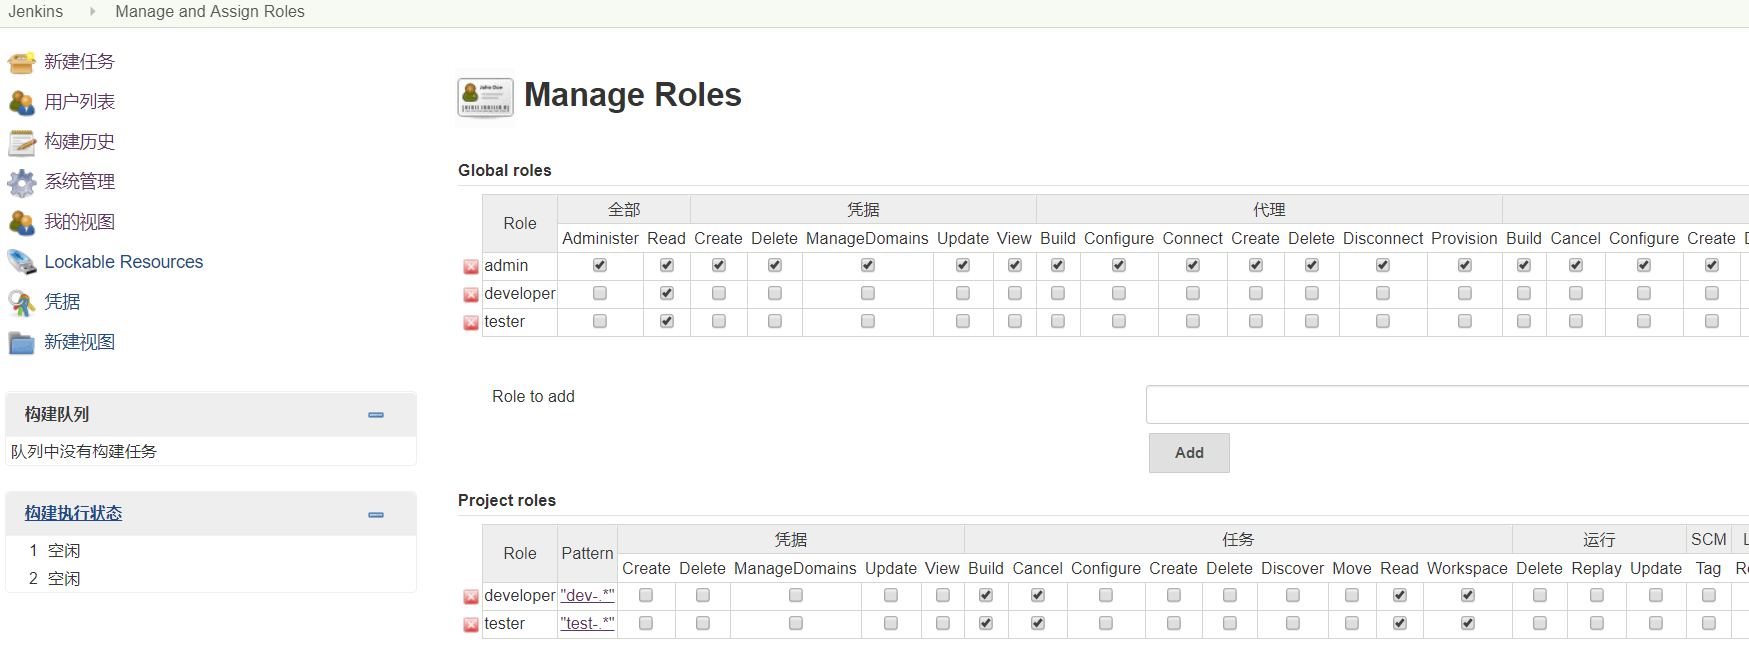 Jenkins Manage and Assign Roles
新建任务
用户列表
构建历史
系统管理
我的视图
Lockable Resources
凭据
新建视图
构建队列
队列中没有构建任务
构建执行状态
1 空闲
2 空闲
Manage Roles
Global roles
Role 全部 凭据 代理
Administer Read Create Delete ManageDomains Update View Build Configure Connect Create Delete Disconnect Provision Build Cancel Configure Create
admin
developer
tester
Role to add
Add
Project roles
Role Pattern 凭据 任务 运行 SCM
Create Delete ManageDomains Update View Build Cancel Configure Create Delete Discover Move Read Workspace Delete Replay Update Tag
developer "dev-.*"
tester "test-.*"